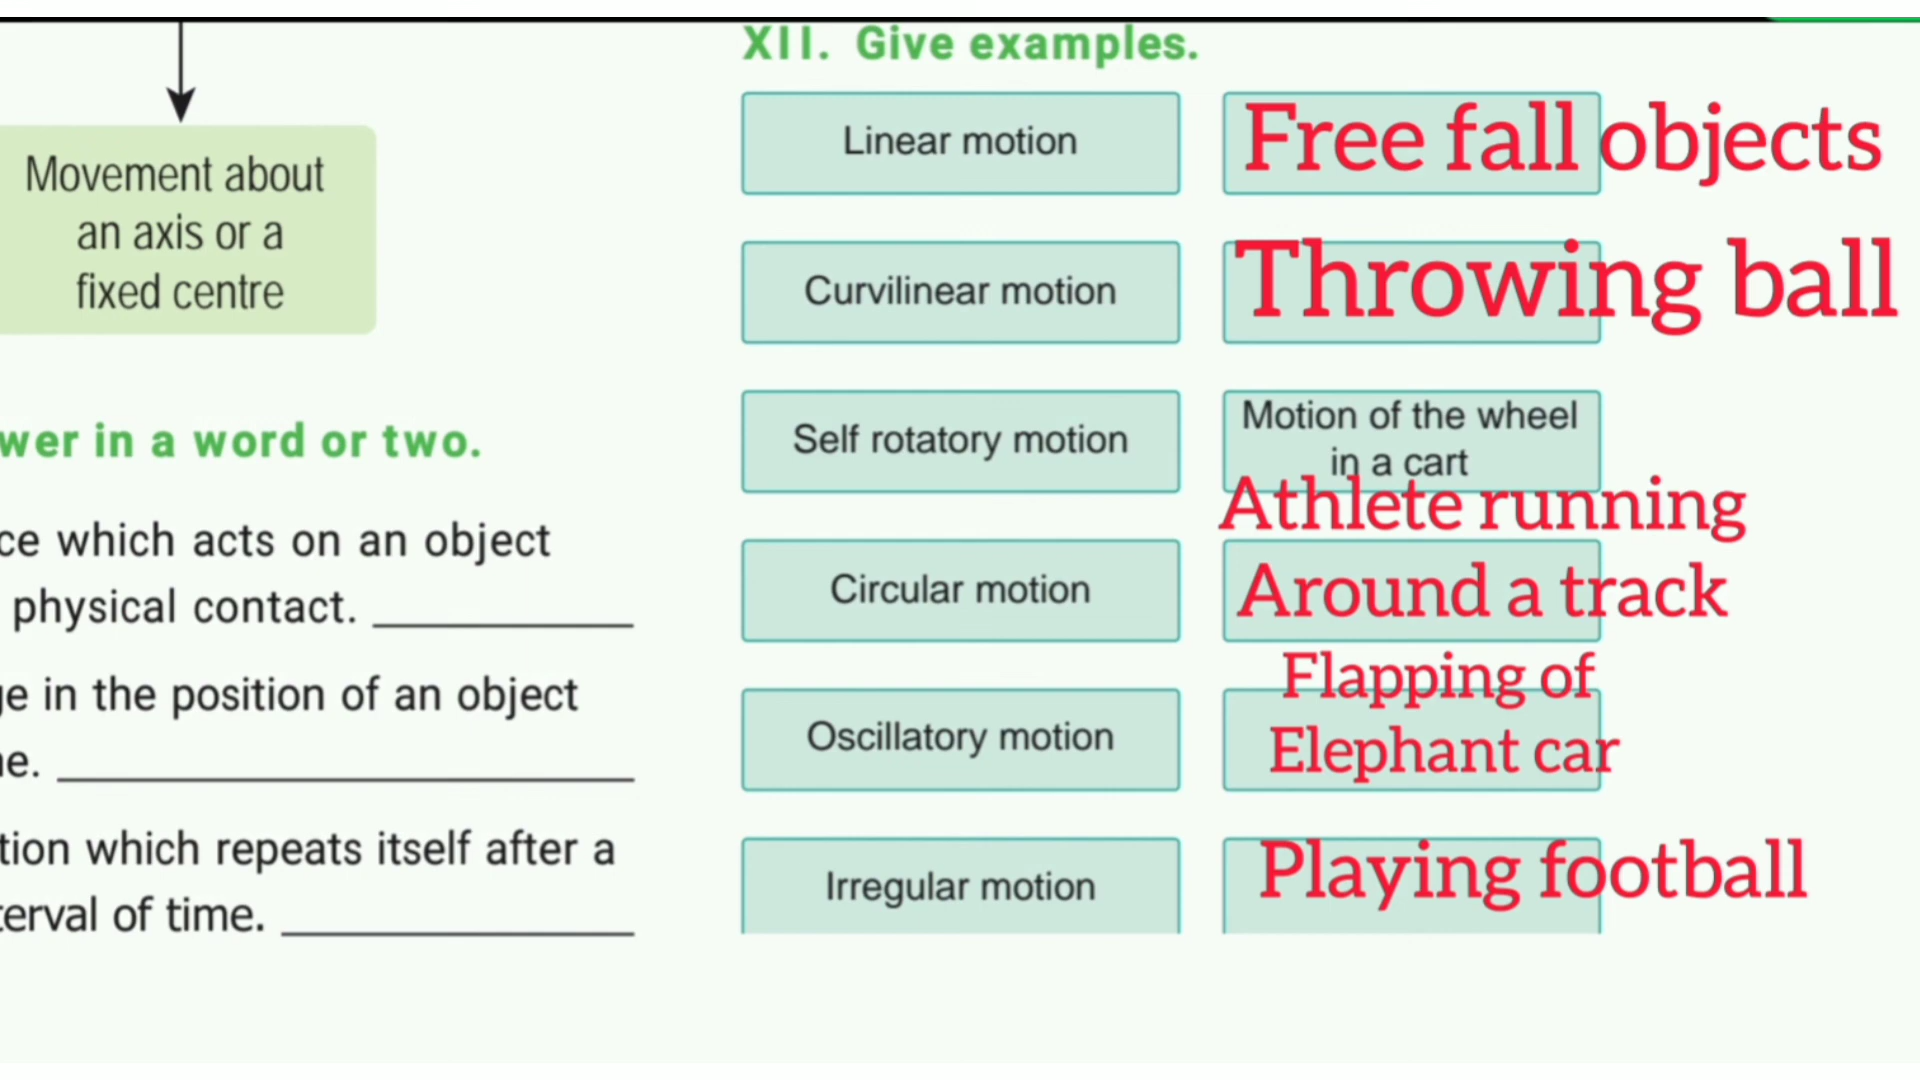 Movement about
an axis or a
fixed centre
wer in a word or two.
ce which acts on an object
physical contact.
ge in the position of an object
e.
tion which repeats itself after a
terval of time.
XII. Give examples.
Linear motion
Free fall objects
Curvilinear motion
Throwing ball
Self rotatory motion
Motion of the wheel
in a cart
Circular motion
Athlete running
Around a track
Oscillatory motion
Flapping of
Elephant car
Irregular motion
Playing football